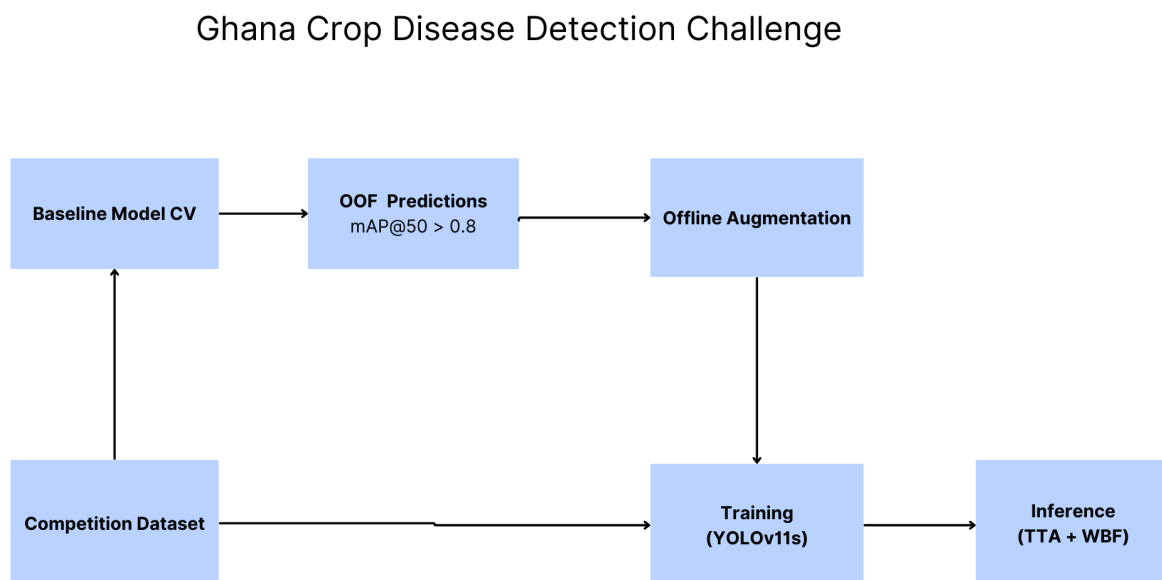 Ghana Crop Disease Detection Challenge
Baseline Model CV
OOF Predictions
mAP@50 > 0.8
Offline Augmentation
Competition Dataset
Training
(YOLOv11s)
Inference
(TTA + WBF)